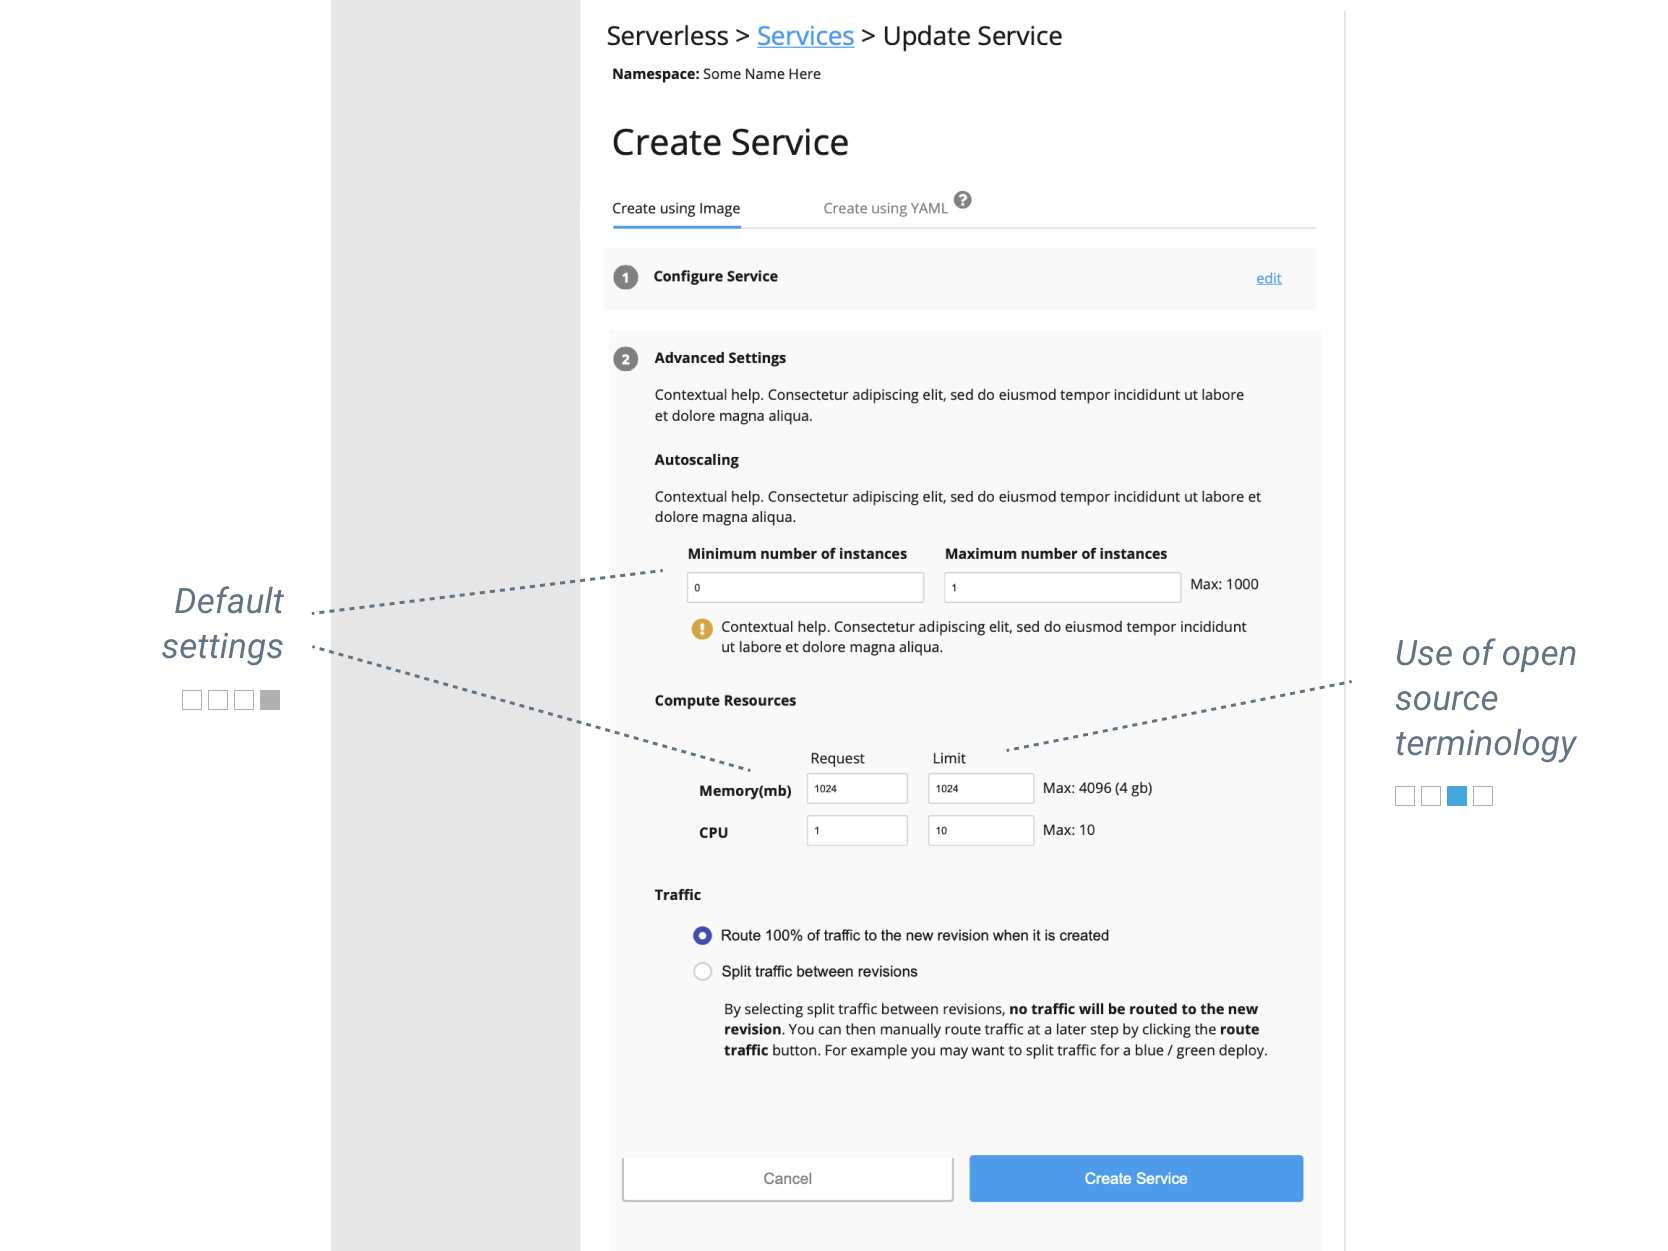 Serverless > Services > Update Service
Namespace: Some Name Here
Create Service
Create using Image
Create using YAML ?
1 Configure Service edit
2 Advanced Settings
Contextual help. Consectetur adipiscing elit, sed do eiusmod tempor incididunt ut labore
et dolore magna aliqua.
Autoscaling
Contextual help. Consectetur adipiscing elit, sed do eiusmod tempor incididunt ut labore et
dolore magna aliqua.
Minimum number of instances Maximum number of instances
0 1 Max: 1000
! Contextual help. Consectetur adipiscing elit, sed do eiusmod tempor incididunt
ut labore et dolore magna aliqua.
Compute Resources
Request Limit
Memory(mb) 1024 1024 Max: 4096 (4 gb)
CPU 1 10 Max: 10
Traffic
Route 100% of traffic to the new revision when it is created
Split traffic between revisions
By selecting split traffic between revisions, no traffic will be routed to the new
revision. You can then manually route traffic at a later step by clicking the route
traffic button. For example you may want to split traffic for a blue / green deploy.
Cancel Create Service
Default
settings
Use of open
source
terminology